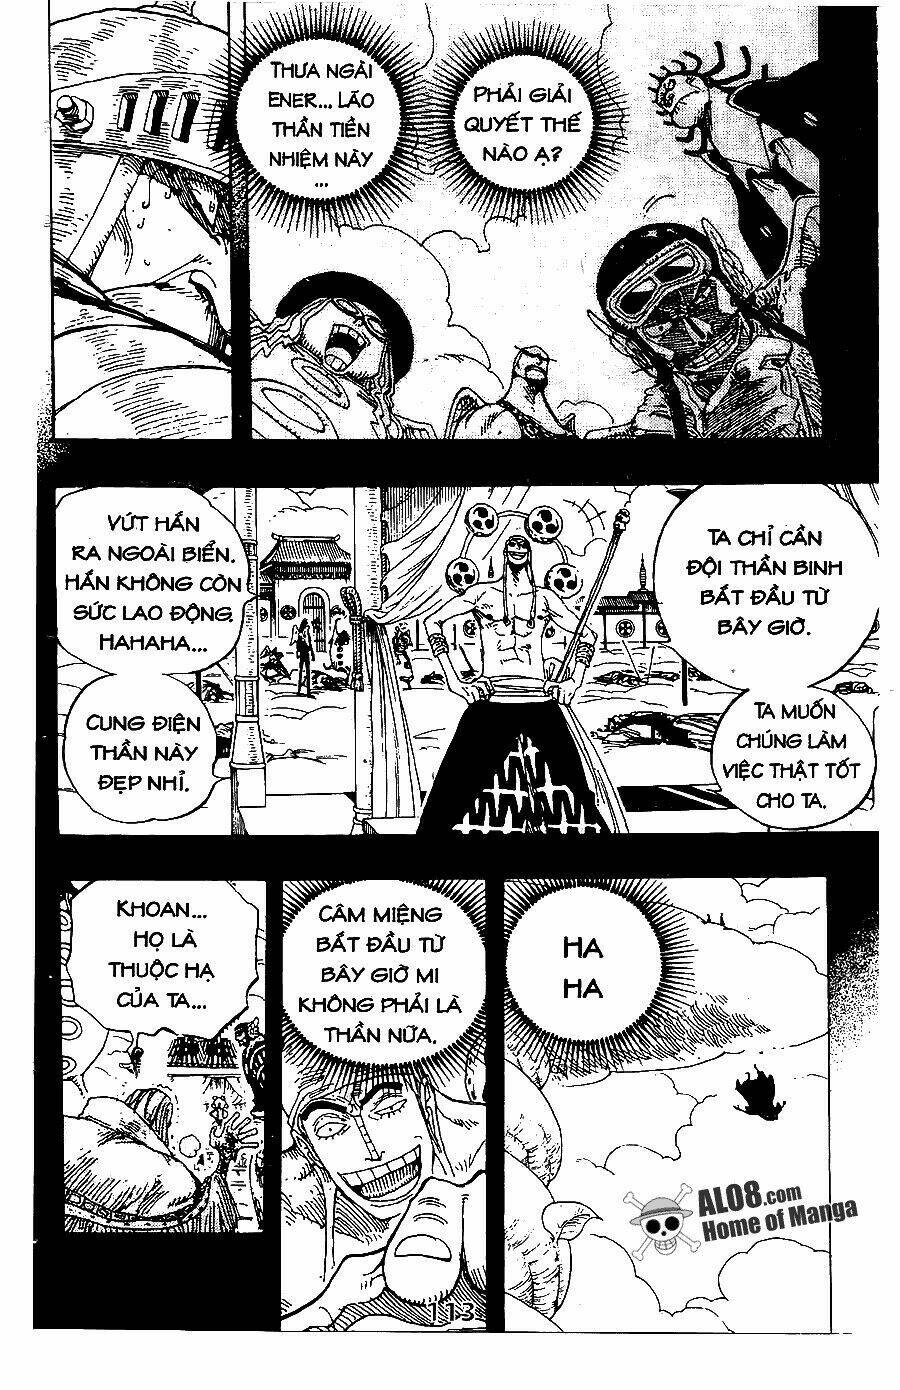 THƯA NGÀI
ENER... LÃO
THẦN TIỀN
NHIỆM NÀY
...
PHẢI GIẢI
QUYẾT THẾ
NÀO Ạ?
VỨT HẮN
RA NGOÀI BIỂN.
HẮN KHÔNG CÒN
SỨC LAO ĐỘNG.
HAHAHA...
CUNG ĐIỆN
THẦN NÀY
ĐẸP NHỈ.
TA CHỈ CẦN
ĐỘI THẦN BINH
BẮT ĐẦU TỪ
BÂY GIỜ.
TA MUỐN
CHÚNG LÀM
VIỆC THẬT TỐT
CHO TA.
KHOAN...
HỌ LÀ
THUỘC HẠ
CỦA TA...
CÂM MIỆNG
BẮT ĐẦU TỪ
BÂY GIỜ MI
KHÔNG PHẢI LÀ
THẦN NỮA.
HA
HA
ALO8.com
Home of Manga
113